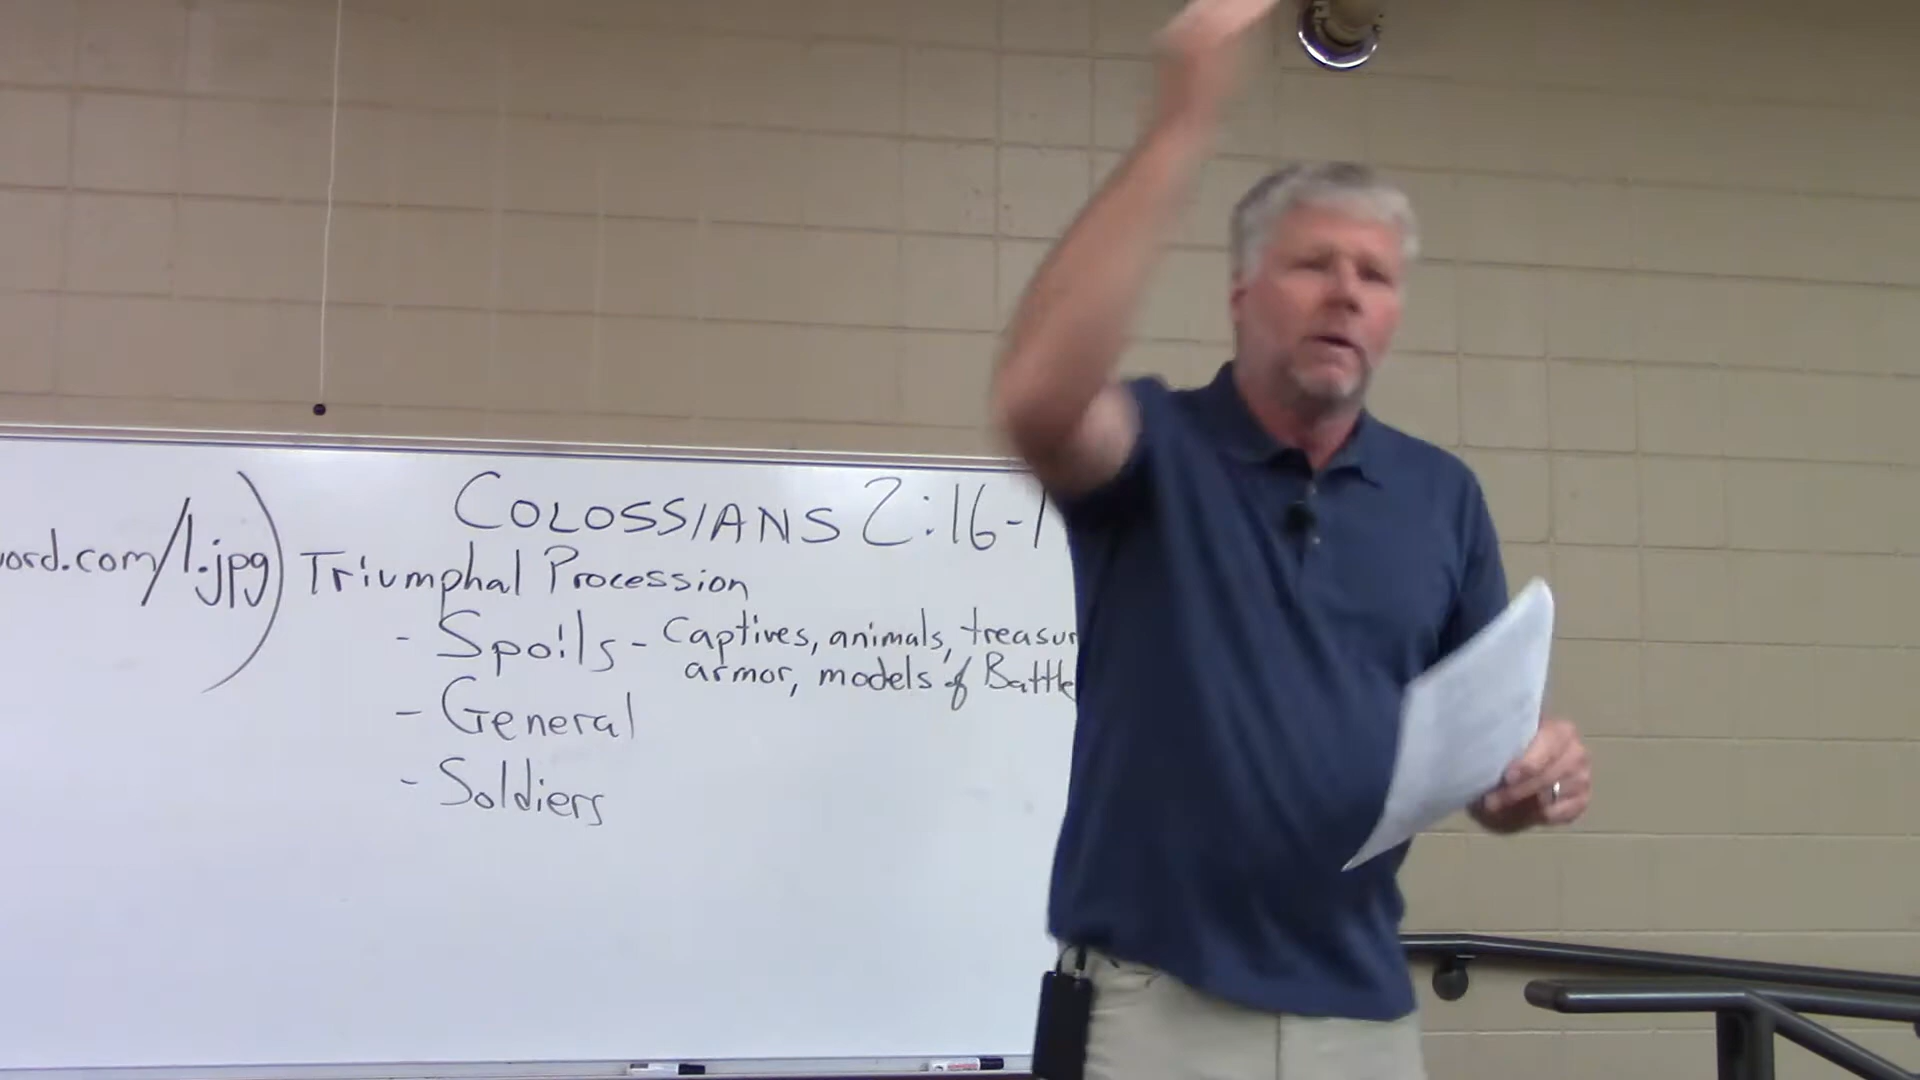 COLOSSIANS 2:16-1
ord.com/1.jpg) Triumphal Procession
- Spoils - Captives, animals, treasur
armor, models of Battle
- General
- Soldiers